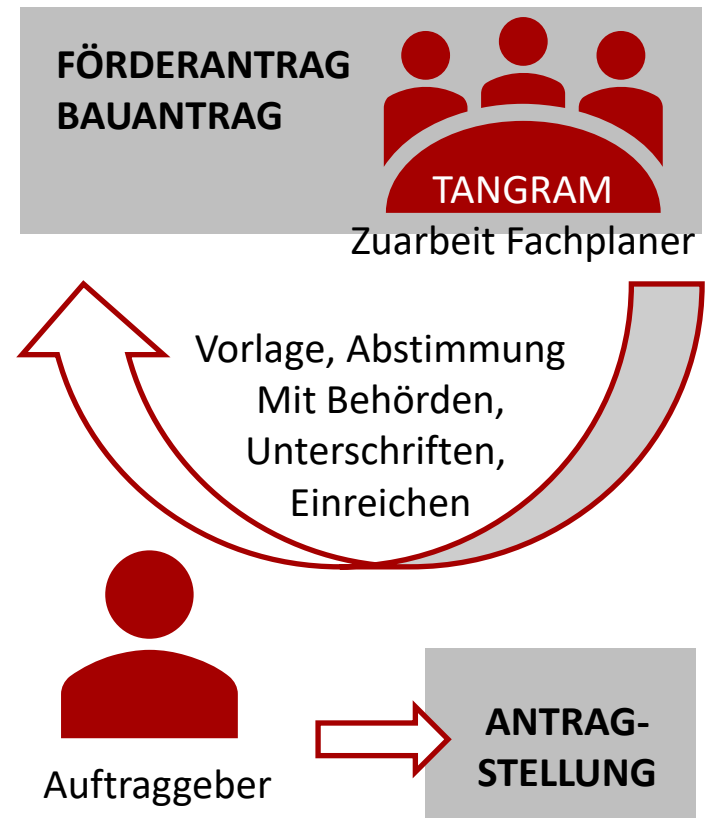 FÖRDERANTRAG
BAUANTRAG
TANGRAM
Zuarbeit Fachplaner
Vorlage, Abstimmung
Mit Behörden,
Unterschriften,
Einreichen
Auftraggeber
ANTRAG-
STELLUNG